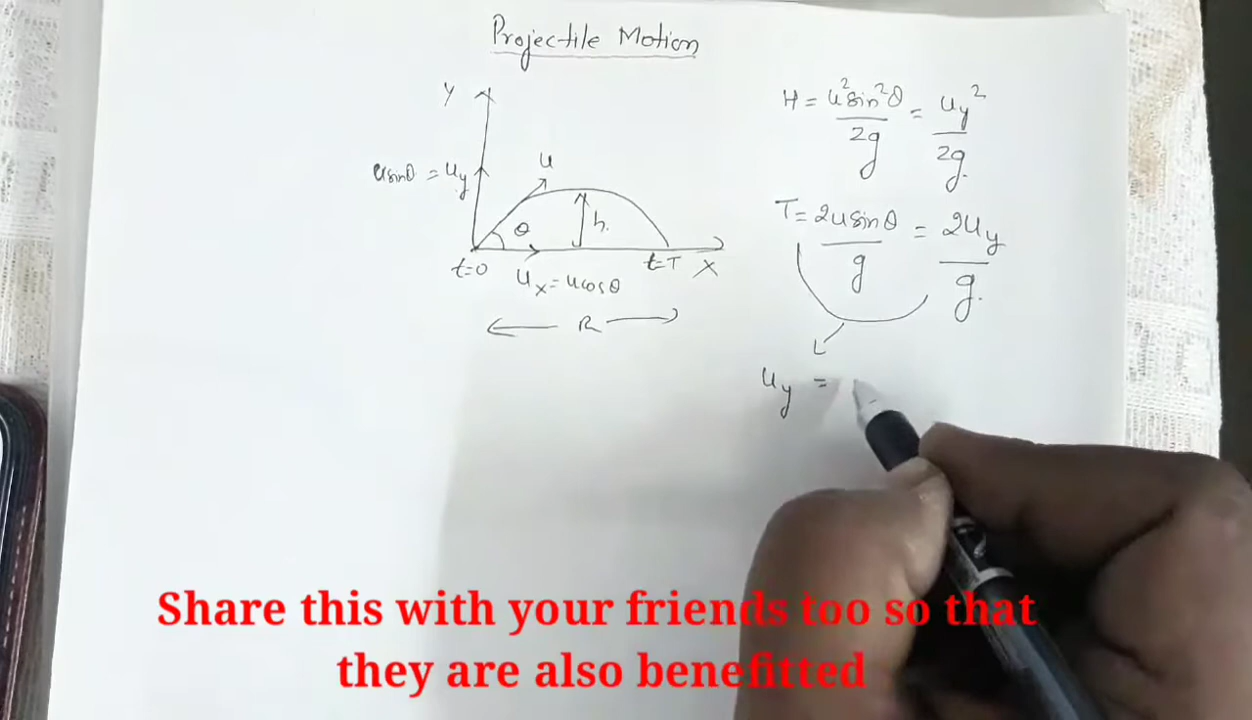 Projectile Motion
Y
usinθ = uy
u
θ
h.
t=0
t=T
X
ux = ucosθ
R
H = u²sin²θ/2g = uy²/2g.
T = 2usinθ/g = 2uy/g.
uy =
Share this with your friends too so that
they are also benefitted